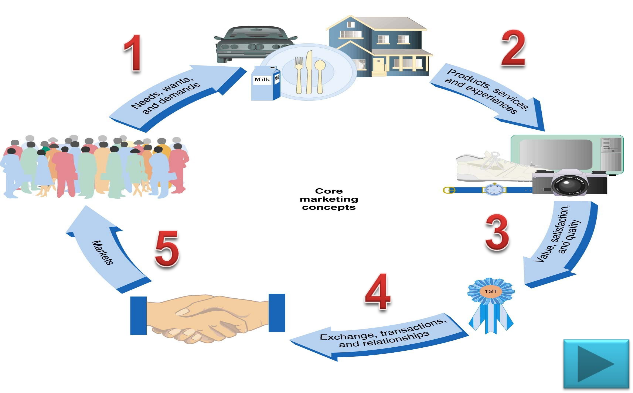 1
Needs, wants,
and demands
Milk
2
Products, services,
and experiences
Core
marketing
concepts
3
Value, satisfaction
and quality
1st
4
Exchange, transactions,
and relationships
5
Markets